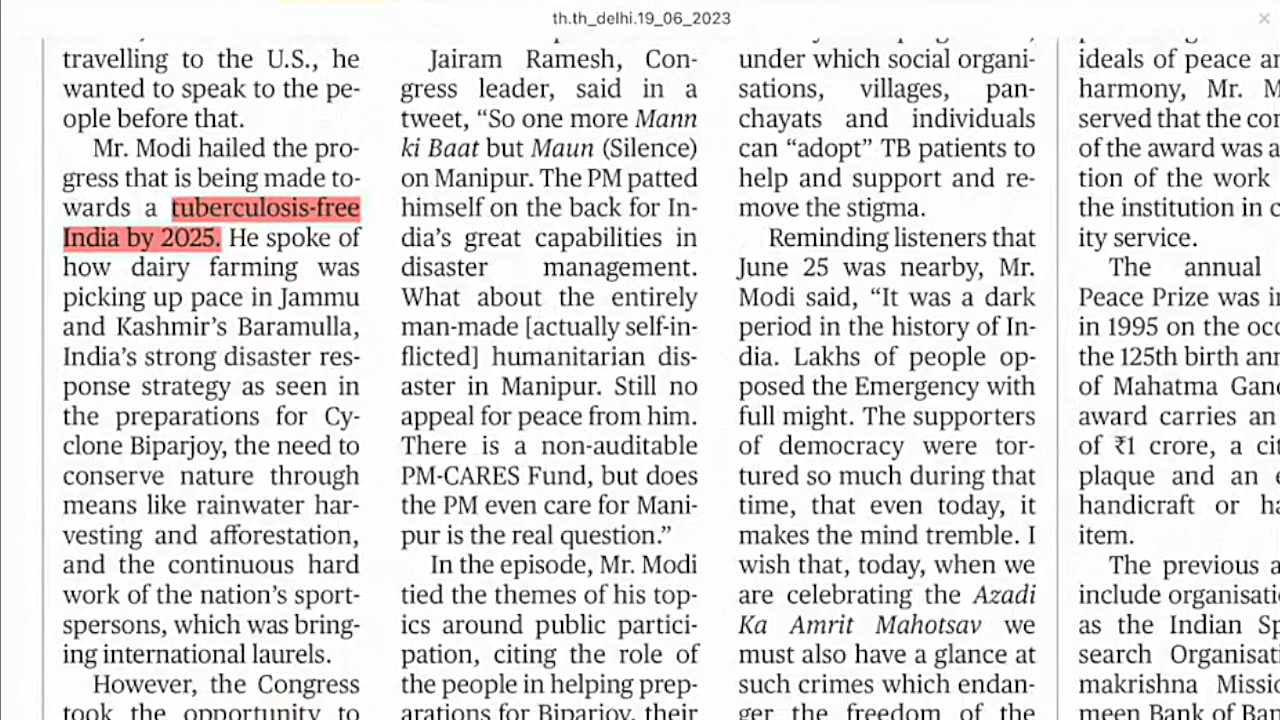 th.th_delhi.19_06_2023
travelling to the U.S., he
wanted to speak to the pe-
ople before that.
Mr. Modi hailed the pro-
gress that is being made to-
wards a tuberculosis-free
India by 2025. He spoke of
how dairy farming was
picking up pace in Jammu
and Kashmir's Baramulla,
India's strong disaster res-
ponse strategy as seen in
the preparations for Cy-
clone Biparjoy, the need to
conserve nature through
means like rainwater har-
vesting and afforestation,
and the continuous hard
work of the nation's sport-
spersons, which was bring-
ing international laurels.
However, the Congress
took the opportunity to
Jairam Ramesh, Con-
gress leader, said in a
tweet, “So one more Mann
ki Baat but Maun (Silence)
on Manipur. The PM patted
himself on the back for In-
dia's great capabilities in
disaster management.
What about the entirely
man-made [actually self-in-
flicted] humanitarian dis-
aster in Manipur. Still no
appeal for peace from him.
There is a non-auditable
PM-CARES Fund, but does
the PM even care for Mani-
pur is the real question.”
In the episode, Mr. Modi
tied the themes of his top-
ics around public partici-
pation, citing the role of
the people in helping prep-
arations for Biparjoy, their
under which social organi-
sations, villages, pan-
chayats and individuals
can “adopt” TB patients to
help and support and re-
move the stigma.
Reminding listeners that
June 25 was nearby, Mr.
Modi said, “It was a dark
period in the history of In-
dia. Lakhs of people op-
posed the Emergency with
full might. The supporters
of democracy were tor-
tured so much during that
time, that even today, it
makes the mind tremble. I
wish that, today, when we
are celebrating the Azadi
Ka Amrit Mahotsav we
must also have a glance at
such crimes which endan-
ger the freedom of the
ideals of peace
harmony, Mr.
served that the
of the award was
tion of the work
the institution in
ity service.
The annual
Peace Prize was
in 1995 on the
the 125th birth
of Mahatma
award carries an
of ₹1 crore, a
plaque and an
handicraft or
item.
The previous
include
as the Indian
search
makrishna
meen Bank of